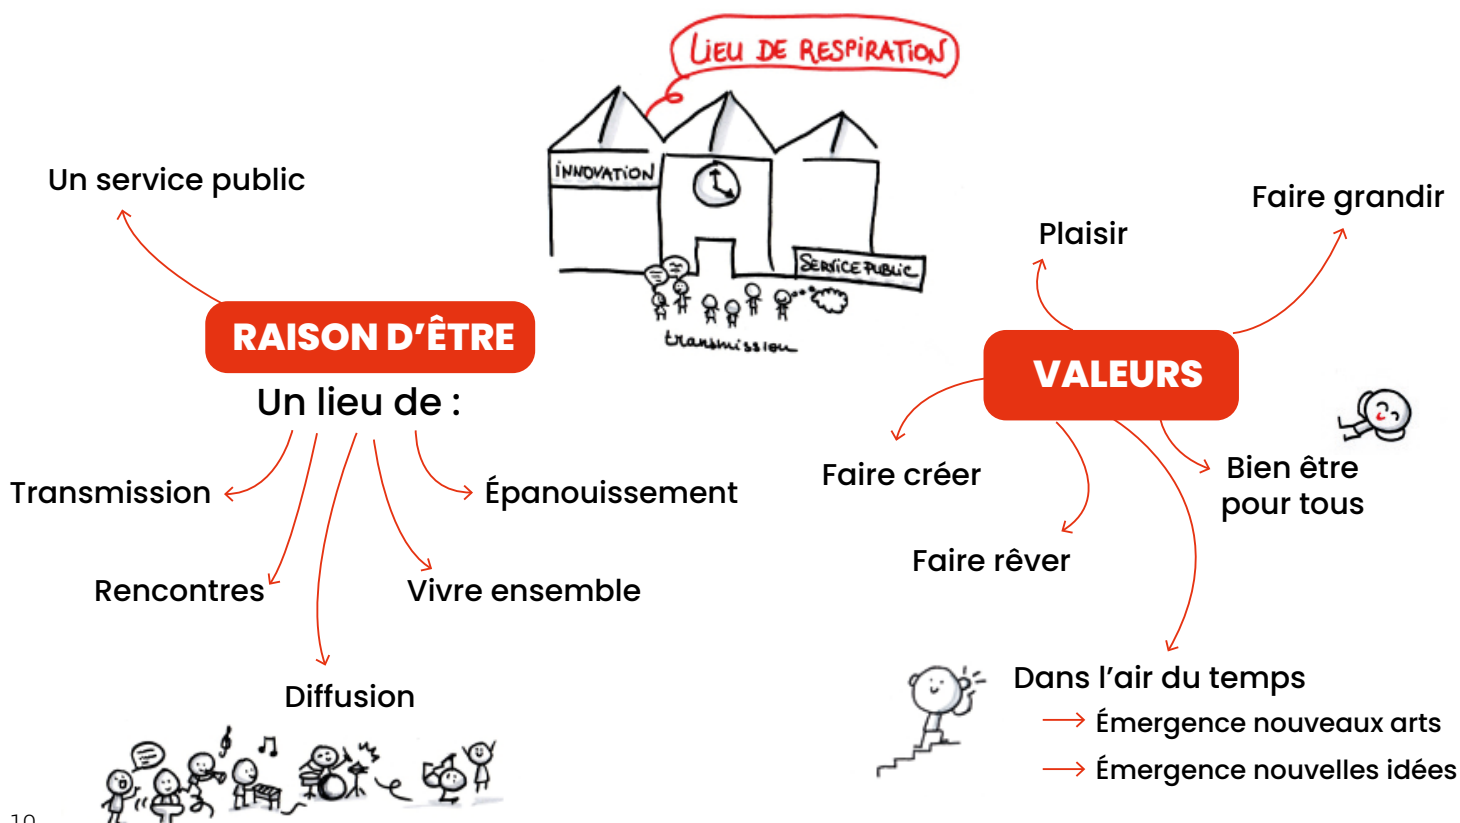 LIEU DE RESPIRATION
INNOVATION
SERVICE PUBLIC
transmission
Un service public
RAISON D'ÊTRE
Un lieu de :
Transmission
Épanouissement
Rencontres
Vivre ensemble
Diffusion
Faire grandir
Plaisir
VALEURS
Faire créer
Bien être
pour tous
Faire rêver
Dans l'air du temps
Émergence nouveaux arts
Émergence nouvelles idées
10